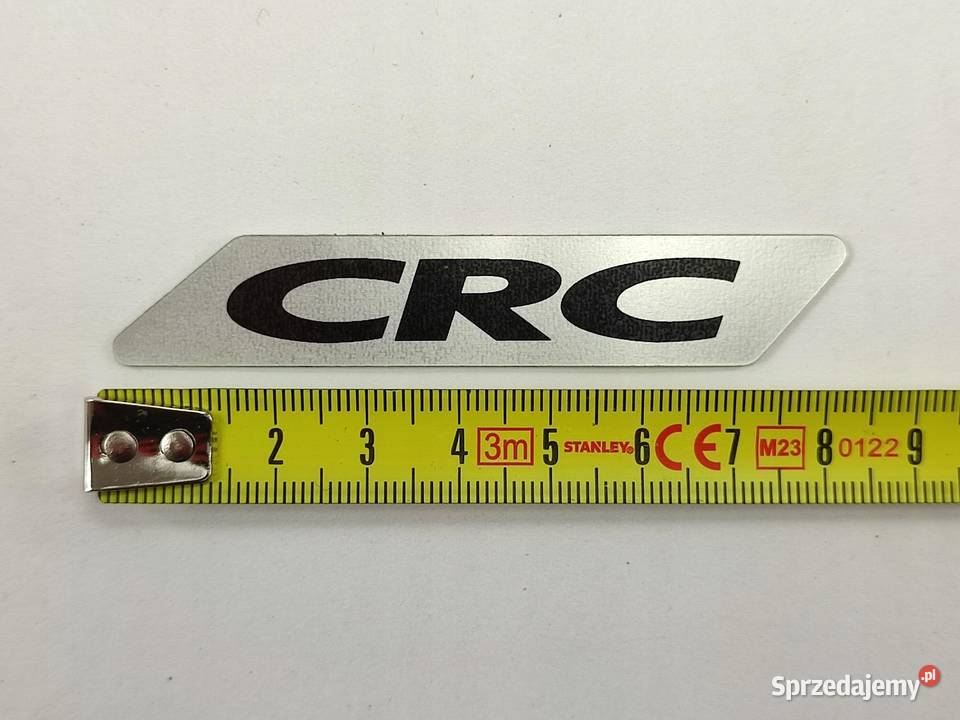 CRC
2 3 4 3m 5 STANLEY® 6 CE 7 M23 8 0122 9
Sprzedajemy.pl